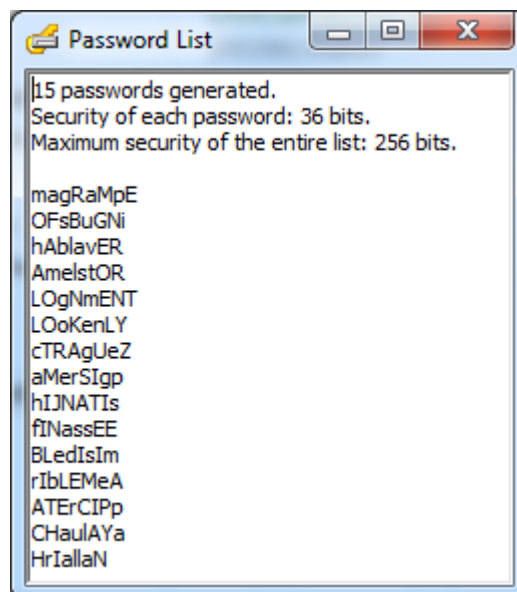 Password List
15 passwords generated.
Security of each password: 36 bits.
Maximum security of the entire list: 256 bits.
magRaMpE
OFsBuGNi
hAblavER
AmelstOR
LOgNmENT
LOoKenLY
cTRAgUeZ
aMerSIgp
hIJNATIs
fINassEE
BLedIsIm
rIbLEMeA
ATErCIPp
CHaulAYa
HrIallaN